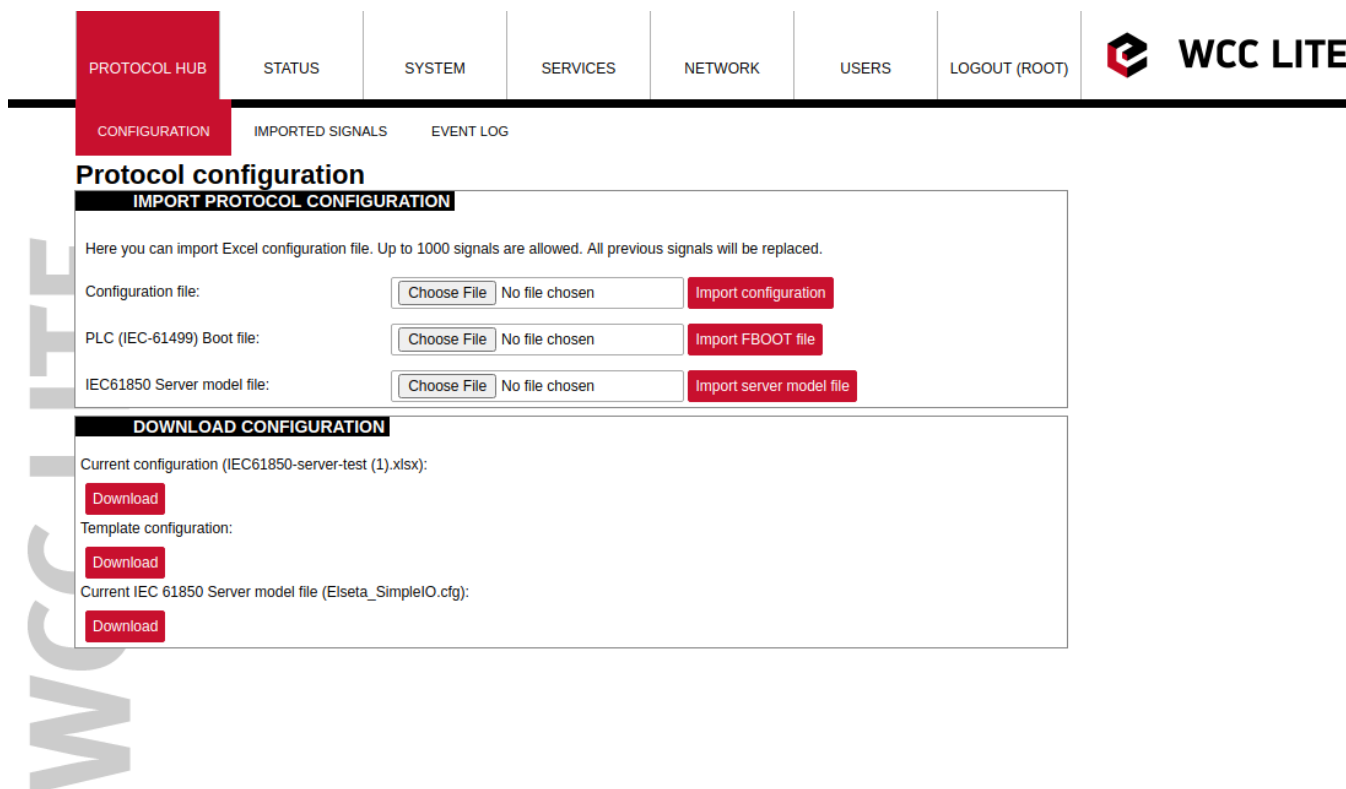 PROTOCOL HUB STATUS SYSTEM SERVICES NETWORK USERS LOGOUT (ROOT) WCC LITE
CONFIGURATION IMPORTED SIGNALS EVENT LOG
Protocol configuration
IMPORT PROTOCOL CONFIGURATION
Here you can import Excel configuration file. Up to 1000 signals are allowed. All previous signals will be replaced.
Configuration file: Choose File No file chosen Import configuration
PLC (IEC-61499) Boot file: Choose File No file chosen Import FBOOT file
IEC61850 Server model file: Choose File No file chosen Import server model file
DOWNLOAD CONFIGURATION
Current configuration (IEC61850-server-test (1).xlsx):
Download
Template configuration:
Download
Current IEC 61850 Server model file (Elseta_SimpleIO.cfg):
Download
WCC LITE